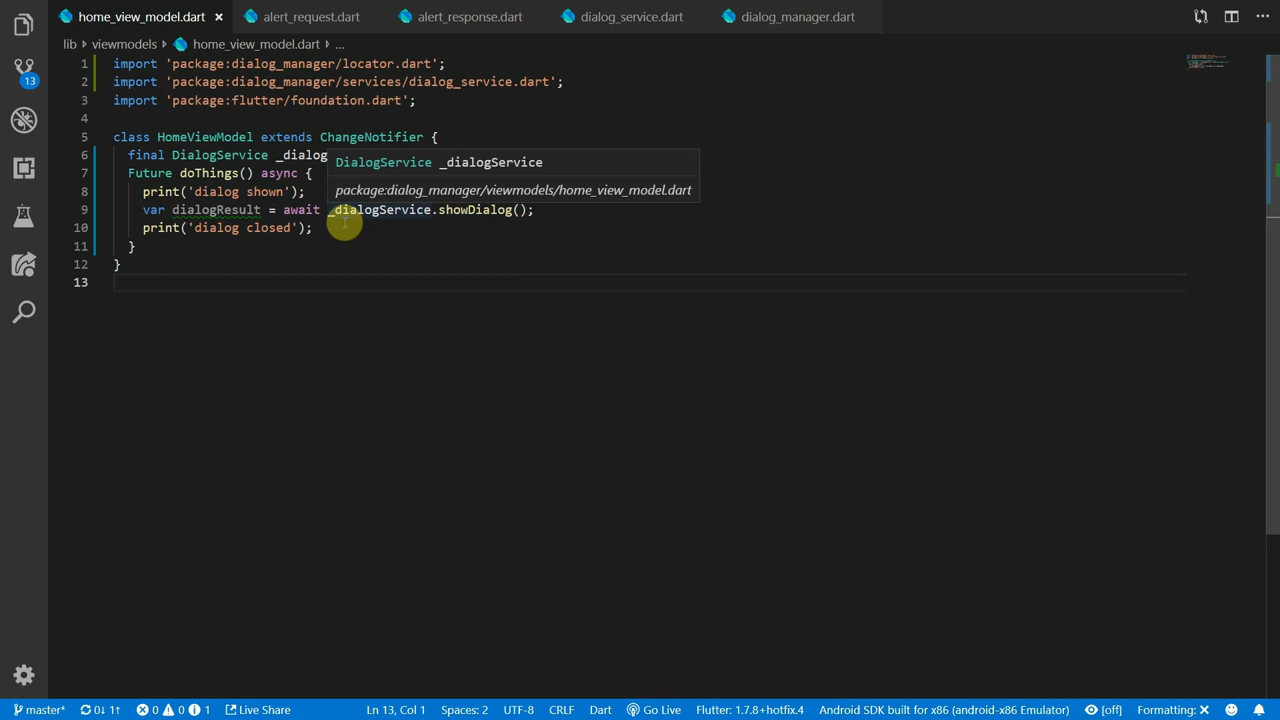 home_view_model.dart ×
alert_request.dart
alert_response.dart
dialog_service.dart
dialog_manager.dart
lib viewmodels home_view_model.dart ...
13
1 import 'package:dialog_manager/locator.dart';
2 import 'package:dialog_manager/services/dialog_service.dart';
3 import 'package:flutter/foundation.dart';
4
5 class HomeViewModel extends ChangeNotifier {
6 final DialogService _dialog
DialogService _dialogService
7 Future doThings() async {
8 print('dialog shown');
package:dialog_manager/viewmodels/home_view_model.dart
9 var dialogResult = await _dialogService.showDialog();
10 print('dialog closed');
11 }
12 }
13
master* 0↓ 1↑ 0 0 1 Live Share Ln 13, Col 1 Spaces: 2 UTF-8 CRLF Dart Go Live Flutter: 1.7.8+hotfix.4 Android SDK built for x86 (android-x86 Emulator) [off] Formatting: ×